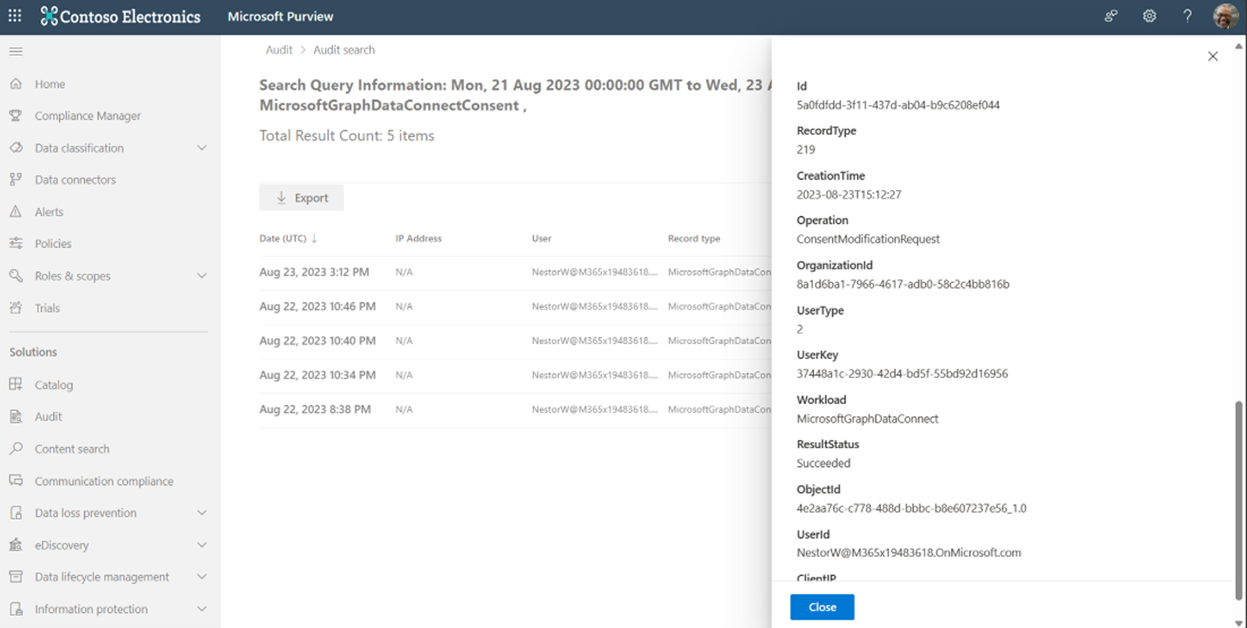 Contoso Electronics
Microsoft Purview
Home
Compliance Manager
Data classification
Data connectors
Alerts
Policies
Roles & scopes
Trials
Solutions
Catalog
Audit
Content search
Communication compliance
Data loss prevention
eDiscovery
Data lifecycle management
Information protection
Audit > Audit search
Search Query Information: Mon, 21 Aug 2023 00:00:00 GMT to Wed, 23 A
MicrosoftGraphDataConnectConsent ,
Total Result Count: 5 items
Export
Date (UTC) ↓ IP Address User Record type
Aug 23, 2023 3:12 PM N/A NestorW@M365x19483618.... MicrosoftGraphDataCon
Aug 22, 2023 10:46 PM N/A NestorW@M365x19483618.... MicrosoftGraphDataCon
Aug 22, 2023 10:40 PM N/A NestorW@M365x19483618.... MicrosoftGraphDataCon
Aug 22, 2023 10:34 PM N/A NestorW@M365x19483618.... MicrosoftGraphDataCon
Aug 22, 2023 8:38 PM N/A NestorW@M365x19483618.... MicrosoftGraphDataCon
Id
5a0fdfdd-3f11-437d-ab04-b9c6208ef044
RecordType
219
CreationTime
2023-08-23T15:12:27
Operation
ConsentModificationRequest
OrganizationId
8a1d6ba1-7966-4617-adb0-58c2c4bb816b
UserType
2
UserKey
37448a1c-2930-42d4-bd5f-55bd92d16956
Workload
MicrosoftGraphDataConnect
ResultStatus
Succeeded
ObjectId
4e2aa76c-c778-488d-bbbc-b8e607237e56_1.0
UserId
NestorW@M365x19483618.OnMicrosoft.com
ClientIP
Close